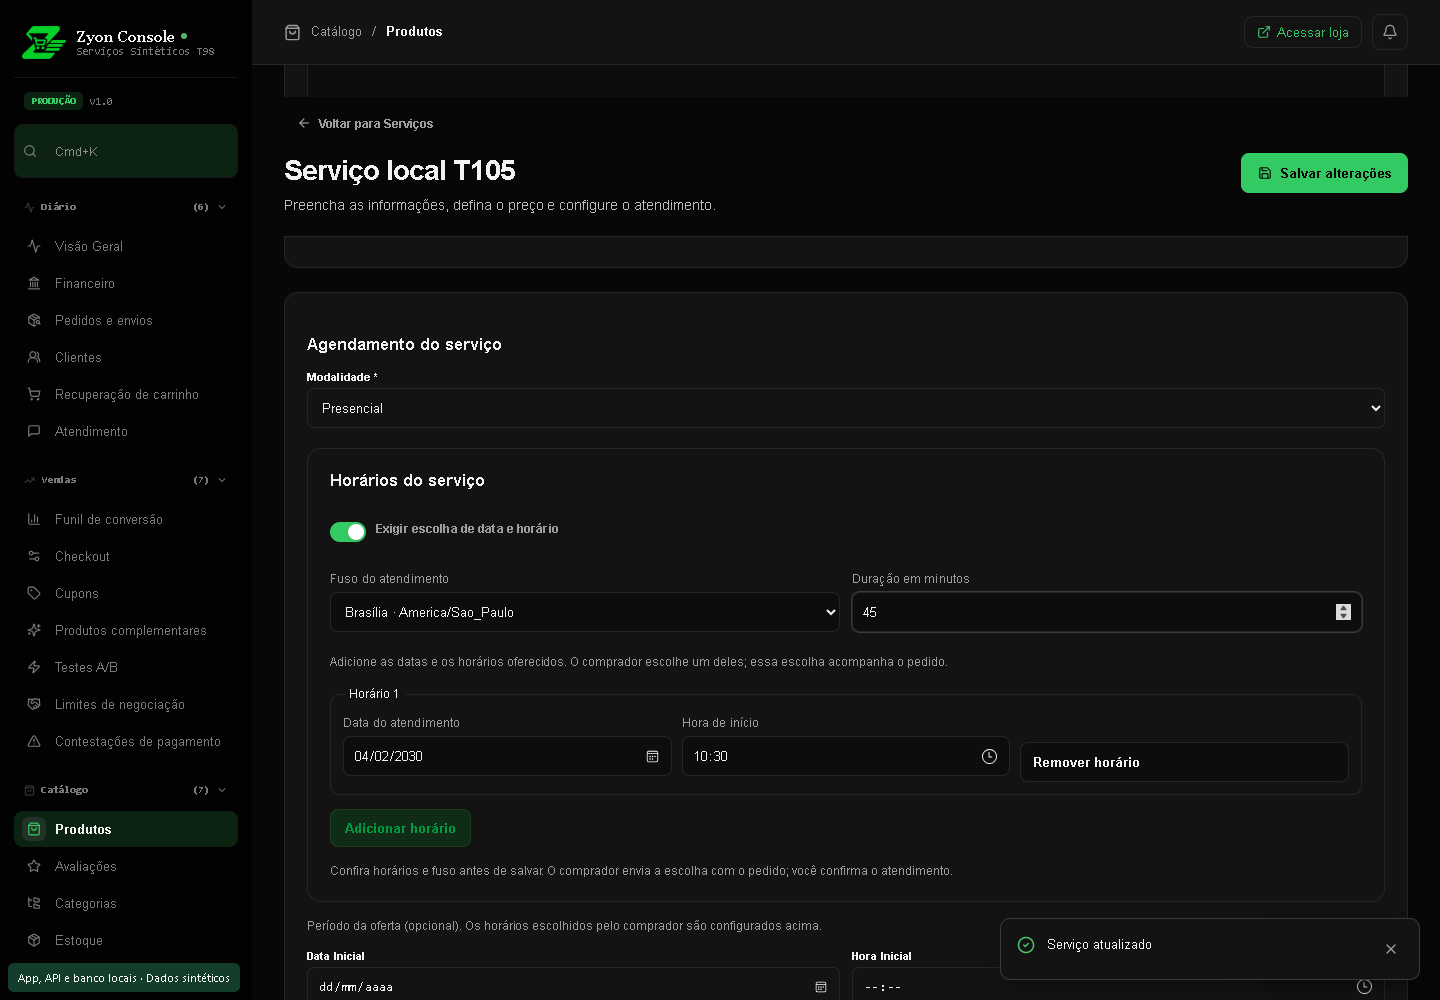 Zyon Console
Serviços Sintéticos T98
PRODUÇÃO v1.0
Cmd+K
Diário (6)
Visão Geral
Financeiro
Pedidos e envios
Clientes
Recuperação de carrinho
Atendimento
Vendas (7)
Funil de conversão
Checkout
Cupons
Produtos complementares
Testes A/B
Limites de negociação
Contestações de pagamento
Catálogo (7)
Produtos
Avaliações
Categorias
Estoque
App, API e banco locais · Dados sintéticos
Catálogo / Produtos
Acessar loja
Voltar para Serviços
Serviço local T105
Preencha as informações, defina o preço e configure o atendimento.
Salvar alterações
Agendamento do serviço
Modalidade *
Presencial
Horários do serviço
Exigir escolha de data e horário
Fuso do atendimento
Brasília · America/Sao_Paulo
Duração em minutos
45
Adicione as datas e os horários oferecidos. O comprador escolhe um deles; essa escolha acompanha o pedido.
Horário 1
Data do atendimento
04/02/2030
Hora de início
10:30
Remover horário
Adicionar horário
Confira horários e fuso antes de salvar. O comprador envia a escolha com o pedido; você confirma o atendimento.
Período da oferta (opcional). Os horários escolhidos pelo comprador são configurados acima.
Data Inicial
dd/mm/aaaa
Hora Inicial
--:--
Serviço atualizado